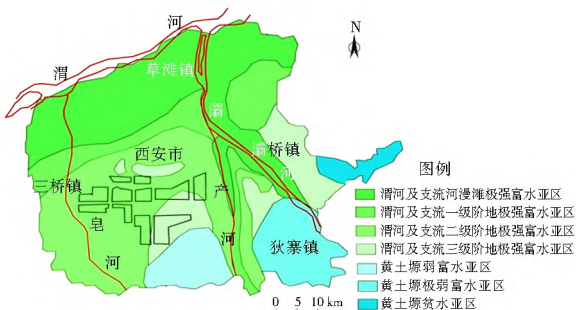 河
N
渭
草滩镇
灞
灞桥镇
西安市
河
三桥镇
产
皂
河
河
狄寨镇
0 5 10 km
图例
渭河及支流河漫滩极强富水亚区
渭河及支流一级阶地极强富水亚区
渭河及支流二级阶地极强富水亚区
渭河及支流三级阶地极强富水亚区
黄土塬弱富水亚区
黄土塬极弱富水亚区
黄土塬贫水亚区